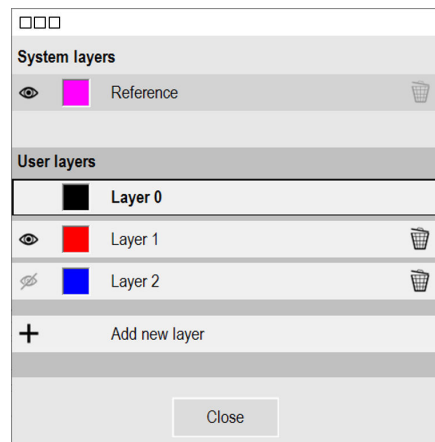 System layers
Reference
User layers
Layer 0
Layer 1
Layer 2
Add new layer
Close